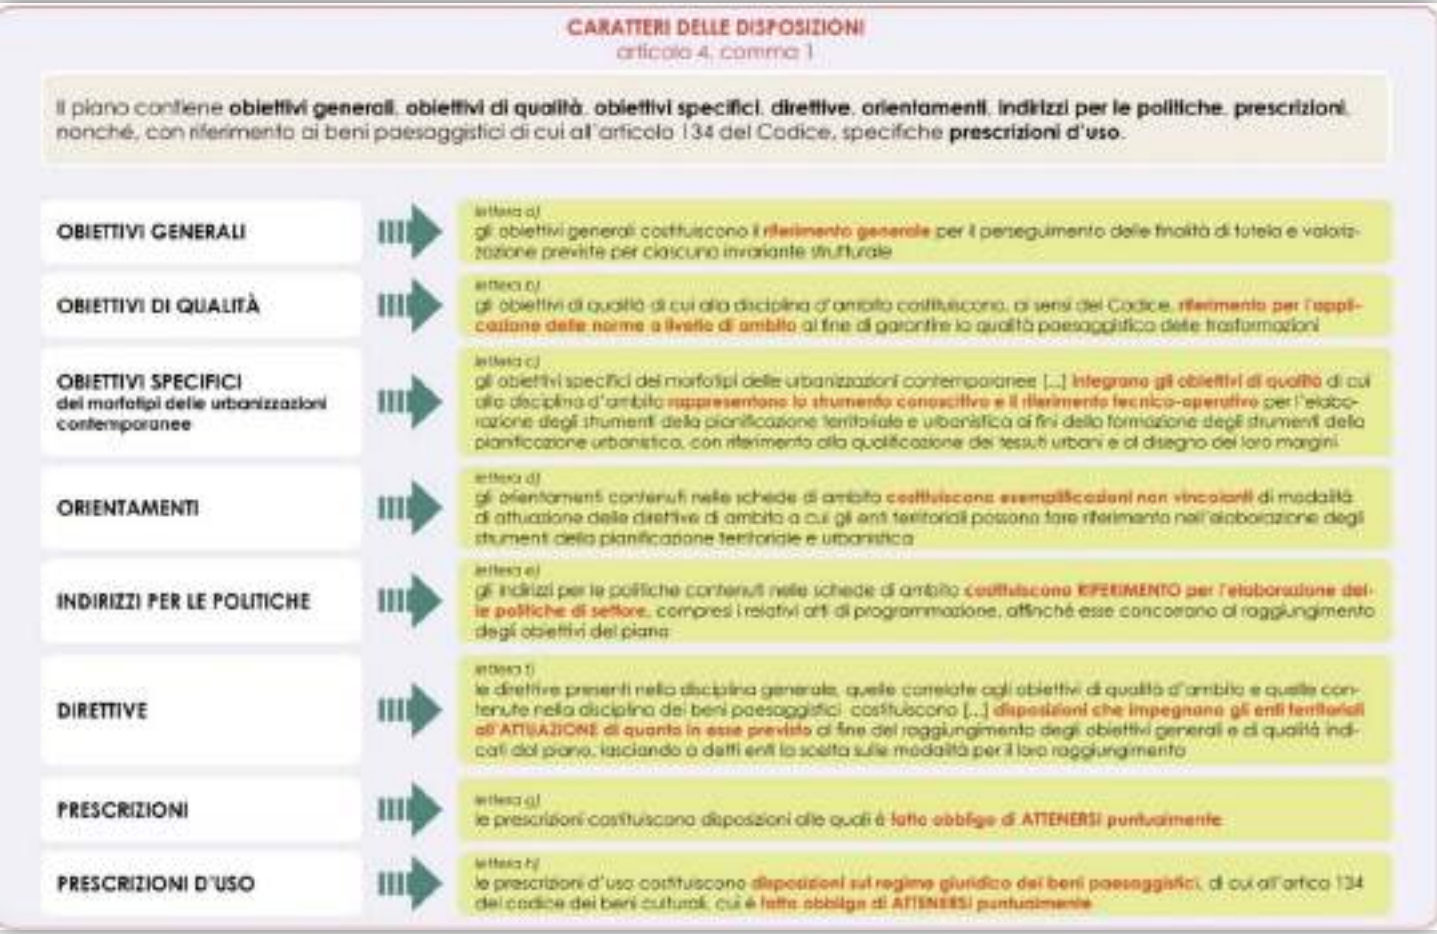 CARATTERI DELLE DISPOSIZIONI
articolo 4, comma 1
Il piano contiene obiettivi generali, obiettivi di qualità, obiettivi specifici, direttive, orientamenti, indirizzi per le politiche, prescrizioni,
nonché, con riferimento ai beni paesaggistici di cui all'articolo 134 del Codice, specifiche prescrizioni d'uso.
OBIETTIVI GENERALI
lettera a)
gli obiettivi generali costituiscono il riferimento generale per il perseguimento delle finalità di tutela e valoriz-
zazione previste per ciascuna invariante strutturale
OBIETTIVI DI QUALITÀ
lettera b)
gli obiettivi di qualità di cui alla disciplina d'ambito costituiscono, ai sensi del Codice, riferimento per l'appli-
cazione delle norme a livello di ambito al fine di garantire la qualità paesaggistica delle trasformazioni
OBIETTIVI SPECIFICI
dei morfotipi delle urbanizzazioni
contemporanee
lettera c)
gli obiettivi specifici dei morfotipi delle urbanizzazioni contemporanee [...] integrano gli obiettivi di qualità di cui
alla disciplina d'ambito rappresentano lo strumento conoscitivo e il riferimento tecnico-operativo per l'elabo-
razione degli strumenti della pianificazione territoriale e urbanistica ai fini della formazione degli strumenti della
pianificazione urbanistica, con riferimento alla qualificazione dei tessuti urbani e al disegno dei loro margini
ORIENTAMENTI
lettera d)
gli orientamenti contenuti nelle schede di ambito costituiscono esemplificazioni non vincolanti di modalità
di attuazione delle direttive di ambito a cui gli enti territoriali possono fare riferimento nell'elaborazione degli
strumenti della pianificazione territoriale e urbanistica
INDIRIZZI PER LE POLITICHE
lettera e)
gli indirizzi per le politiche contenuti nelle schede di ambito costituiscono RIFERIMENTO per l'elaborazione del-
le politiche di settore, compresi i relativi atti di programmazione, affinché esse concorrano al raggiungimento
degli obiettivi del piano
DIRETTIVE
lettera f)
le direttive presenti nella disciplina generale, quelle correlate agli obiettivi di qualità d'ambito e quelle con-
tenute nella disciplina dei beni paesaggistici costituiscono [...] disposizioni che impegnano gli enti territoriali
all'ATTUAZIONE di quanto in esse previsto al fine del raggiungimento degli obiettivi generali e di qualità indi-
cati dal piano, lasciando a detti enti la scelta sulle modalità per il loro raggiungimento
PRESCRIZIONI
lettera g)
le prescrizioni costituiscono disposizioni alle quali è fatto obbligo di ATTENERSI puntualmente
PRESCRIZIONI D'USO
lettera h)
le prescrizioni d'uso costituiscono disposizioni sul regime giuridico dei beni paesaggistici, di cui all'artico 134
del codice dei beni culturali, cui è fatto obbligo di ATTENERSI puntualmente